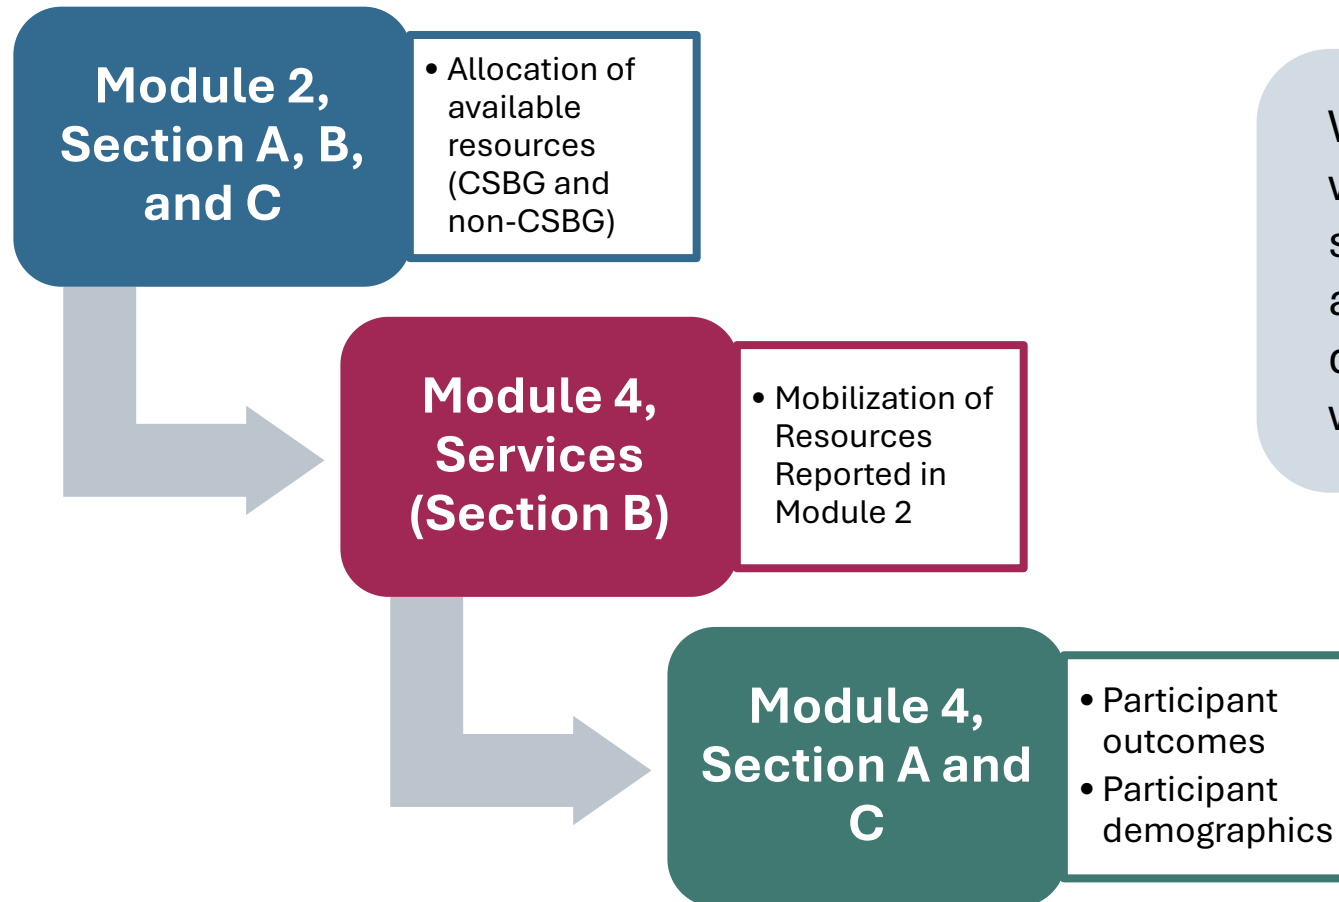 Module 2,
Section A, B,
and C
• Allocation of
available
resources
(CSBG and
non-CSBG)
Module 4,
Services
(Section B)
• Mobilization of
Resources
Reported in
Module 2
Module 4,
Section A and
C
• Participant
outcomes
• Participant
demographics